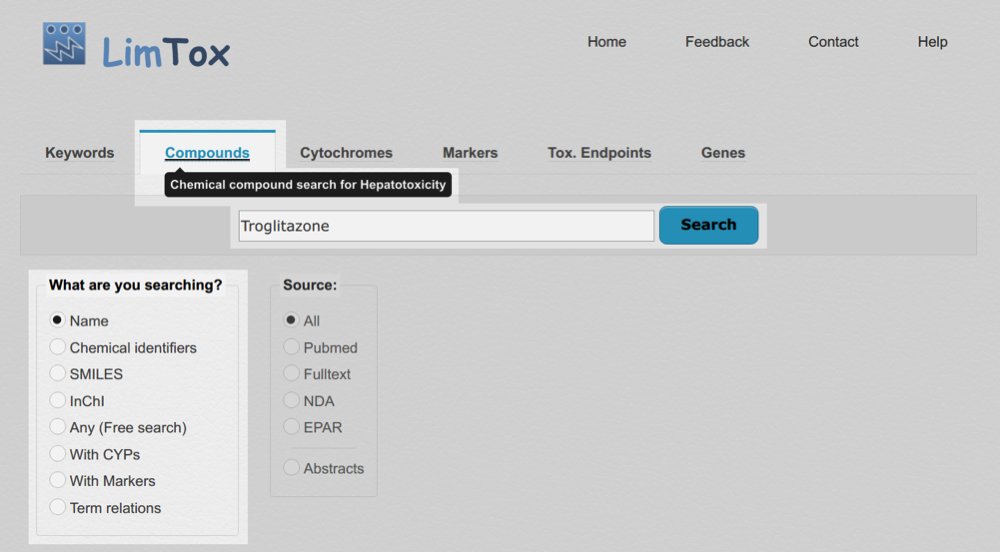 LimTox
Home Feedback Contact Help
Keywords Compounds Cytochromes Markers Tox. Endpoints Genes
Chemical compound search for Hepatotoxicity
Troglitazone Search
What are you searching?
Name
Chemical identifiers
SMILES
InChI
Any (Free search)
With CYPs
With Markers
Term relations
Source:
All
Pubmed
Fulltext
NDA
EPAR
Abstracts